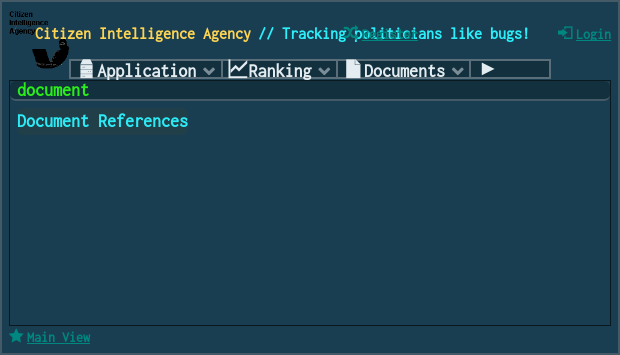 Citizen
Intelligence
Agency
Citizen Intelligence Agency // Tracking politicians like bugs!
Login
Application
Ranking
Documents
document
Document References
Main View